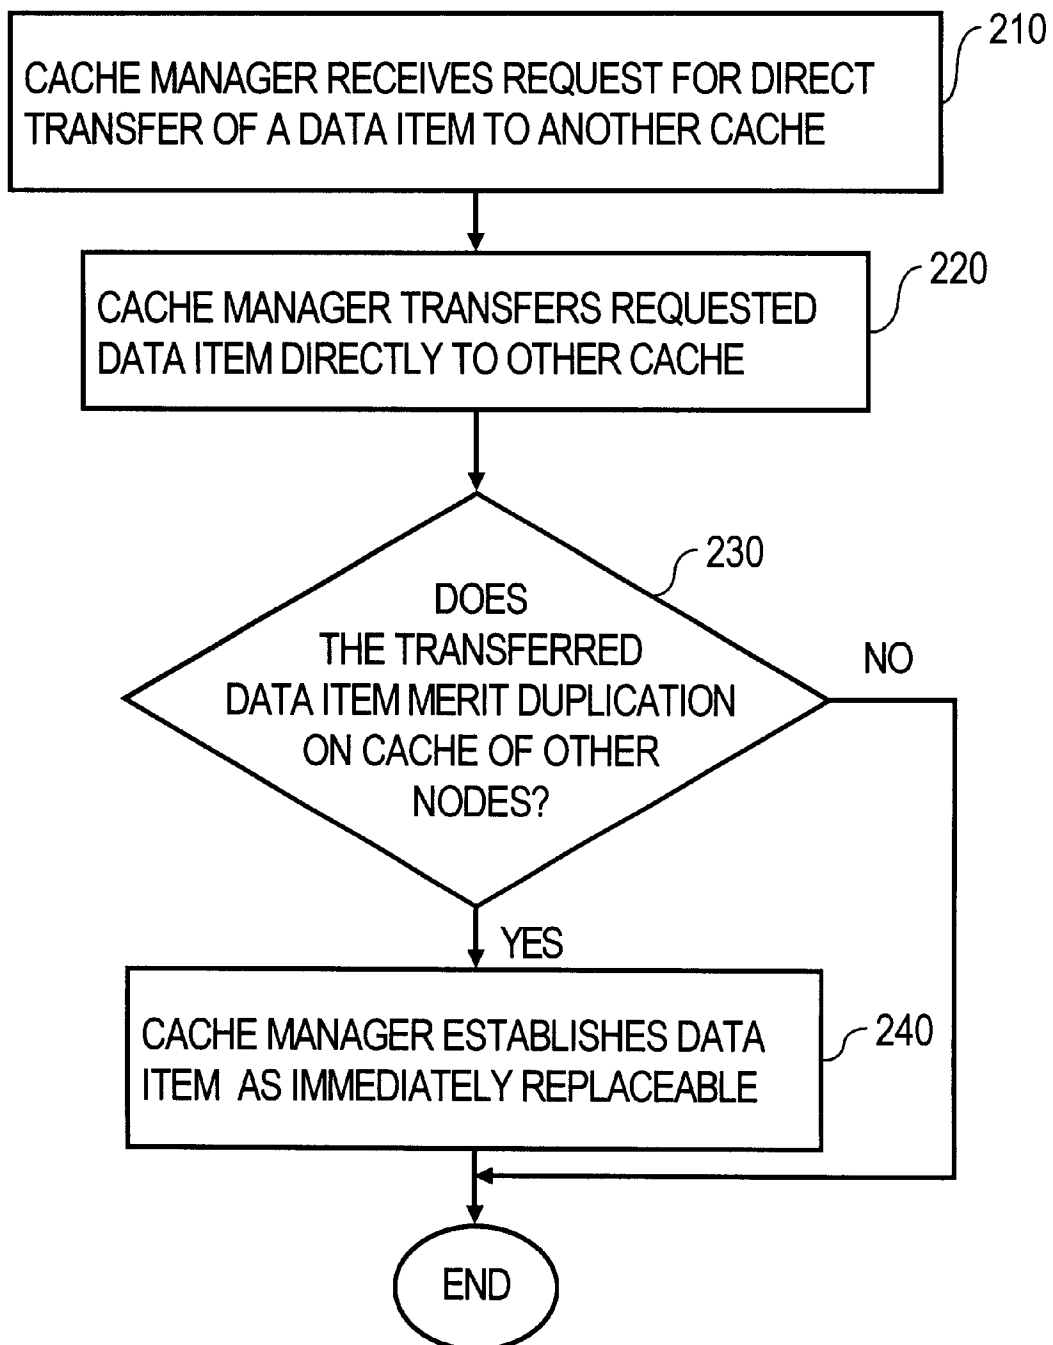 210
CACHE MANAGER RECEIVES REQUEST FOR DIRECT
TRANSFER OF A DATA ITEM TO ANOTHER CACHE
220
CACHE MANAGER TRANSFERS REQUESTED
DATA ITEM DIRECTLY TO OTHER CACHE
230
DOES
THE TRANSFERRED
DATA ITEM MERIT DUPLICATION
ON CACHE OF OTHER
NODES?
NO
YES
CACHE MANAGER ESTABLISHES DATA
ITEM AS IMMEDIATELY REPLACEABLE
240
END